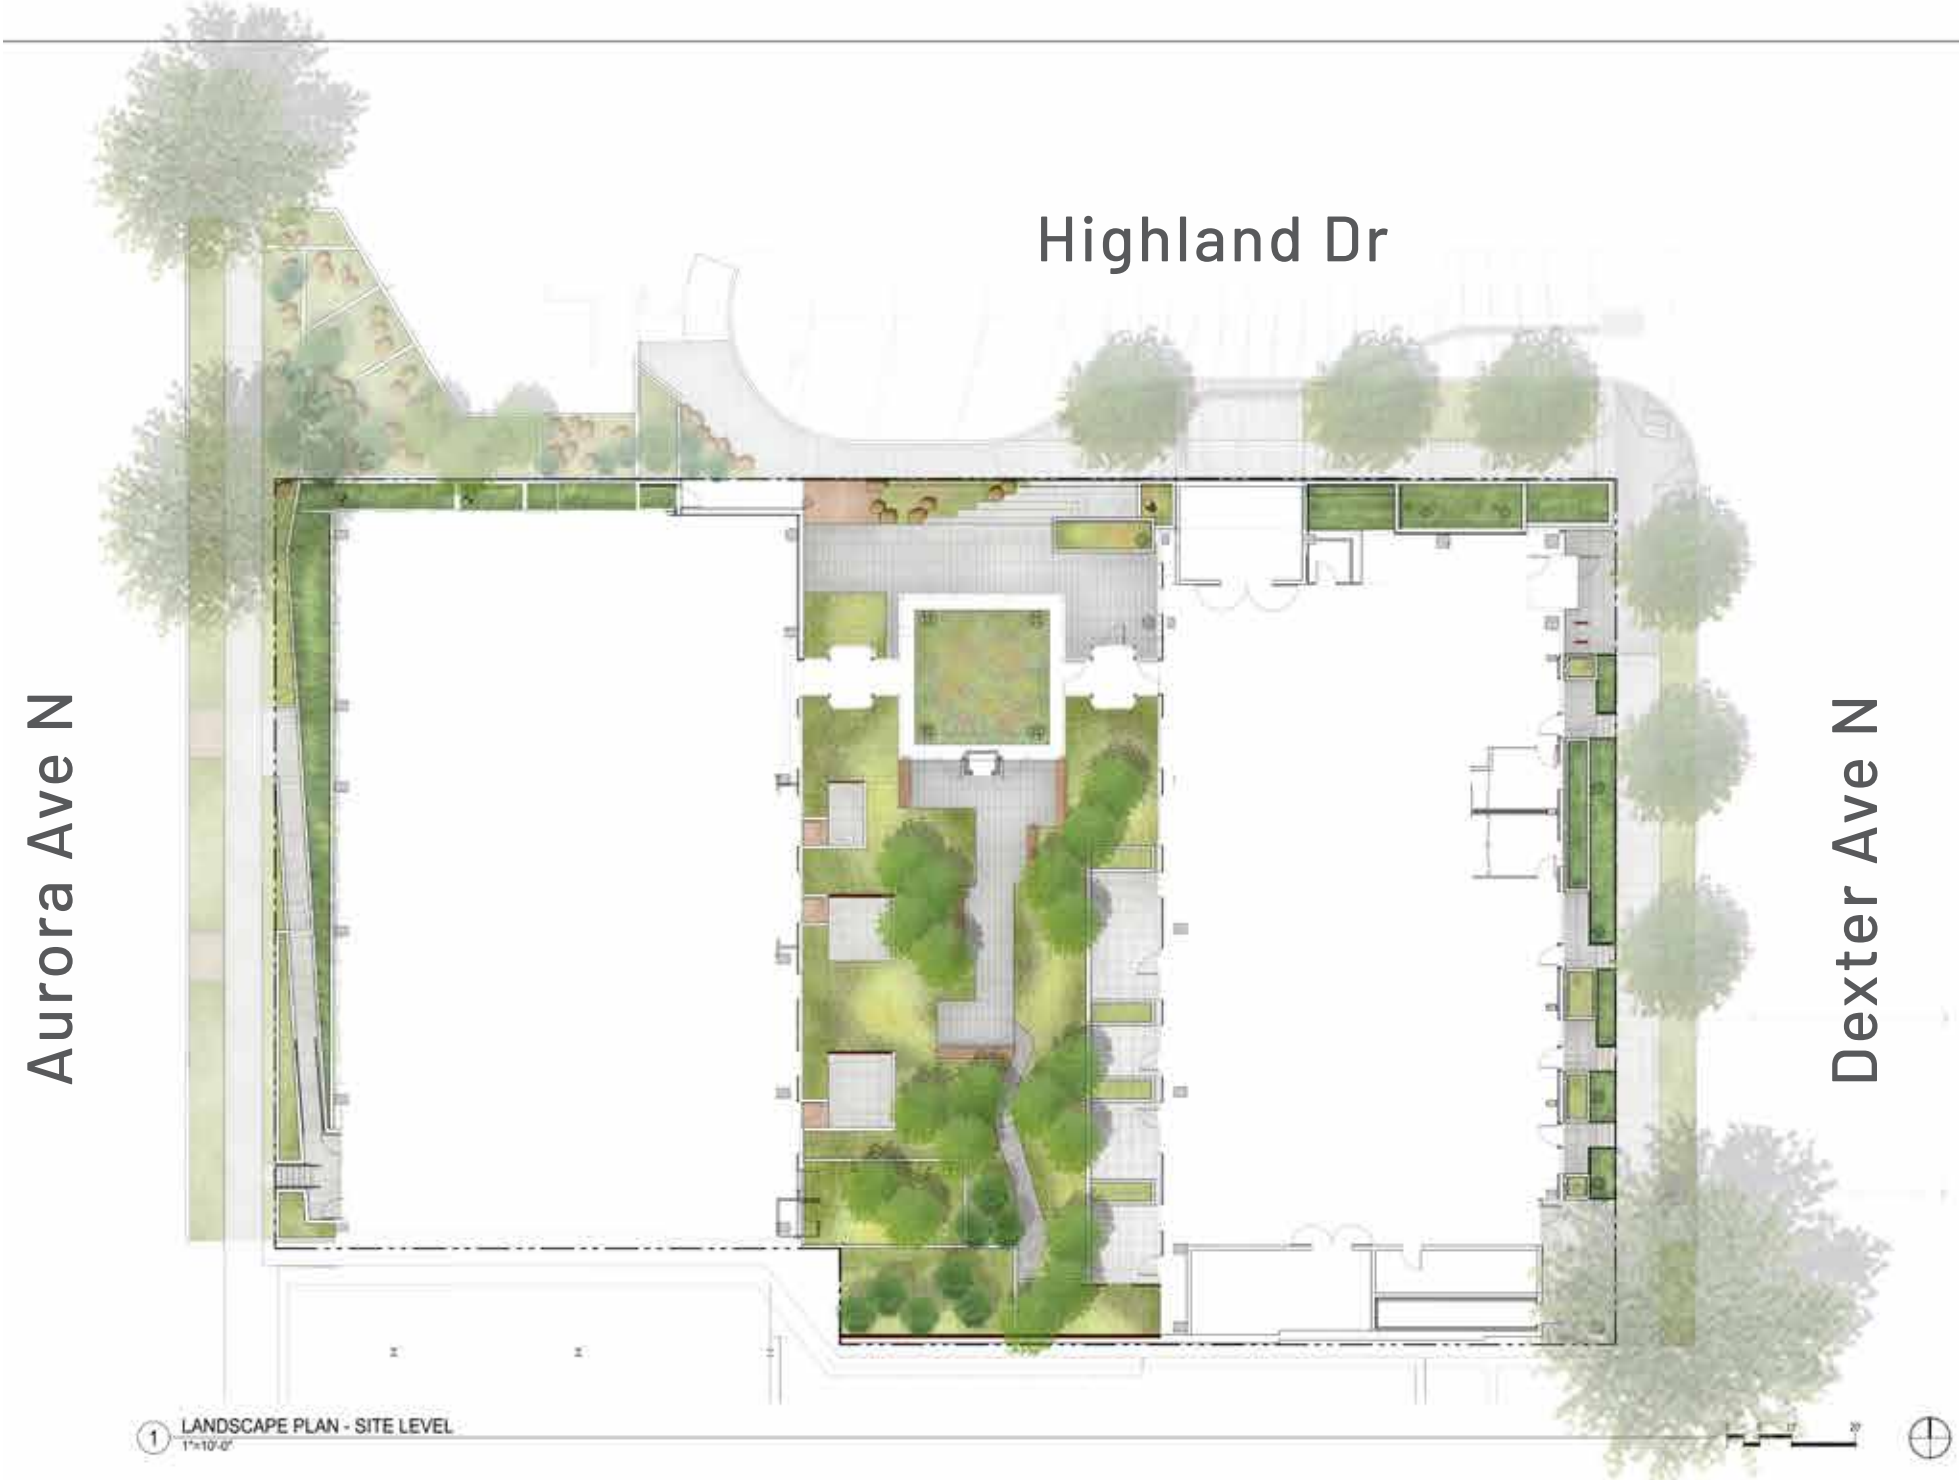 Highland Dr
Aurora Ave N
Dexter Ave N
1
LANDSCAPE PLAN - SITE LEVEL
1"=10'-0"